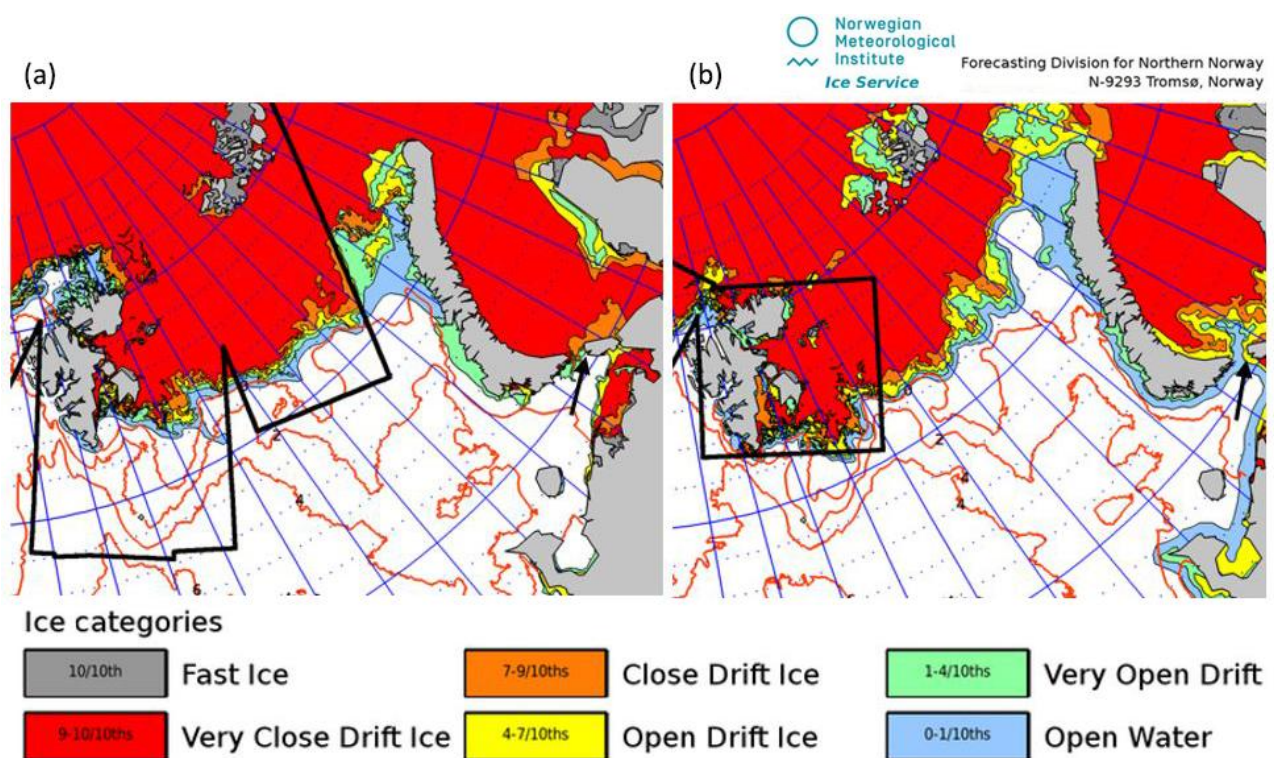 Norwegian
Meteorological
Institute
Ice Service
Forecasting Division for Northern Norway
N-9293 Tromsø, Norway
(a)
(b)
2
4
6
2
4
4
Ice categories
10/10th Fast Ice
7-9/10ths Close Drift Ice
1-4/10ths Very Open Drift
9-10/10ths Very Close Drift Ice
4-7/10ths Open Drift Ice
0-1/10ths Open Water